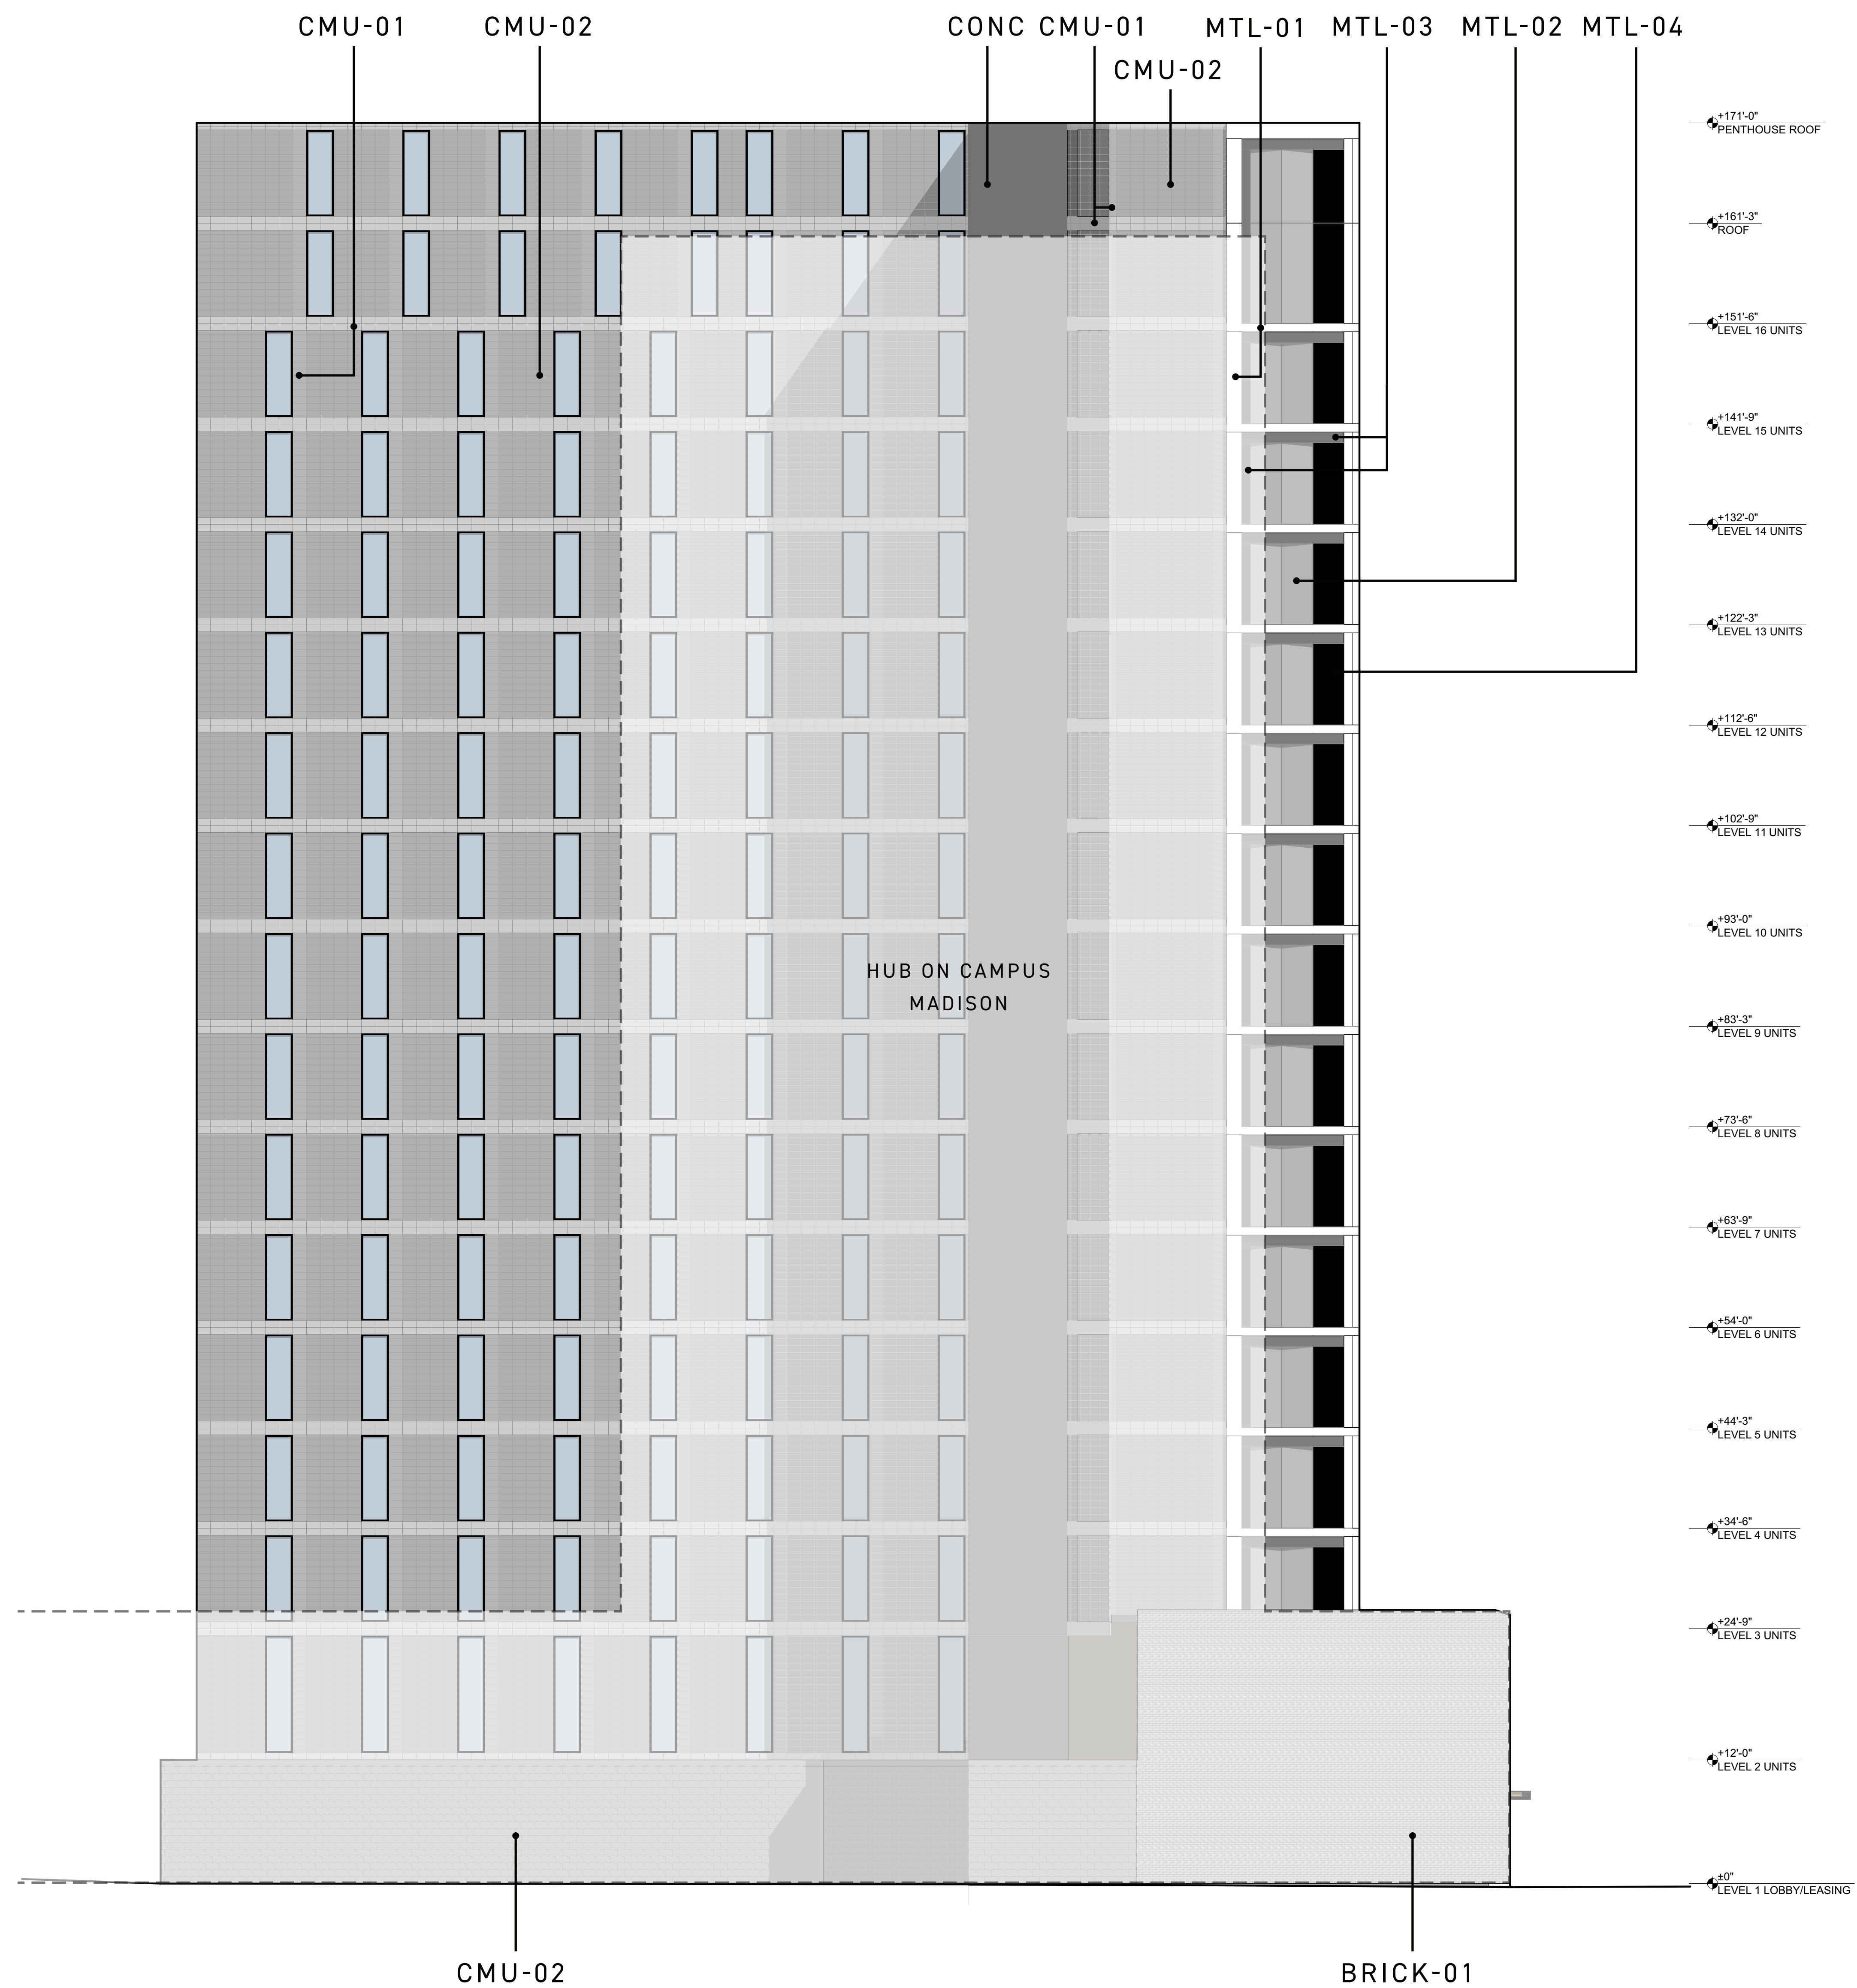 CMU-01
CMU-02
CONC
CMU-01
CMU-02
MTL-01
MTL-03
MTL-02
MTL-04
+171'-0"
PENTHOUSE ROOF
+161'-3"
ROOF
+151'-6"
LEVEL 16 UNITS
+141'-9"
LEVEL 15 UNITS
+132'-0"
LEVEL 14 UNITS
+122'-3"
LEVEL 13 UNITS
+112'-6"
LEVEL 12 UNITS
+102'-9"
LEVEL 11 UNITS
+93'-0"
LEVEL 10 UNITS
HUB ON CAMPUS
MADISON
+83'-3"
LEVEL 9 UNITS
+73'-6"
LEVEL 8 UNITS
+63'-9"
LEVEL 7 UNITS
+54'-0"
LEVEL 6 UNITS
+44'-3"
LEVEL 5 UNITS
+34'-6"
LEVEL 4 UNITS
+24'-9"
LEVEL 3 UNITS
+12'-0"
LEVEL 2 UNITS
±0"
LEVEL 1 LOBBY/LEASING
CMU-02
BRICK-01